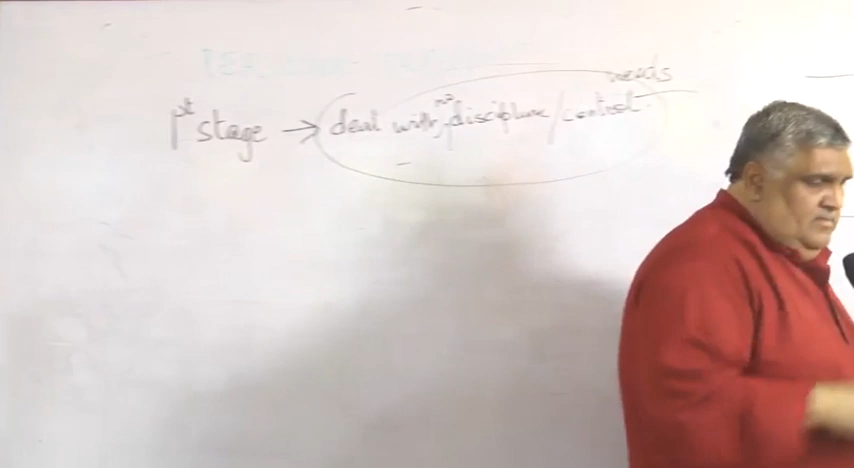 needs
1st stage → deal with no discipline/control.